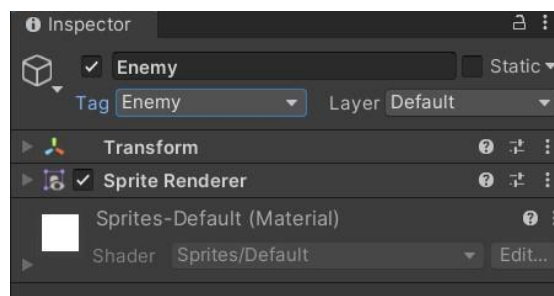 Inspector
Enemy Static
Tag Enemy Layer Default
Transform
Sprite Renderer
Sprites-Default (Material)
Shader Sprites/Default Edit...